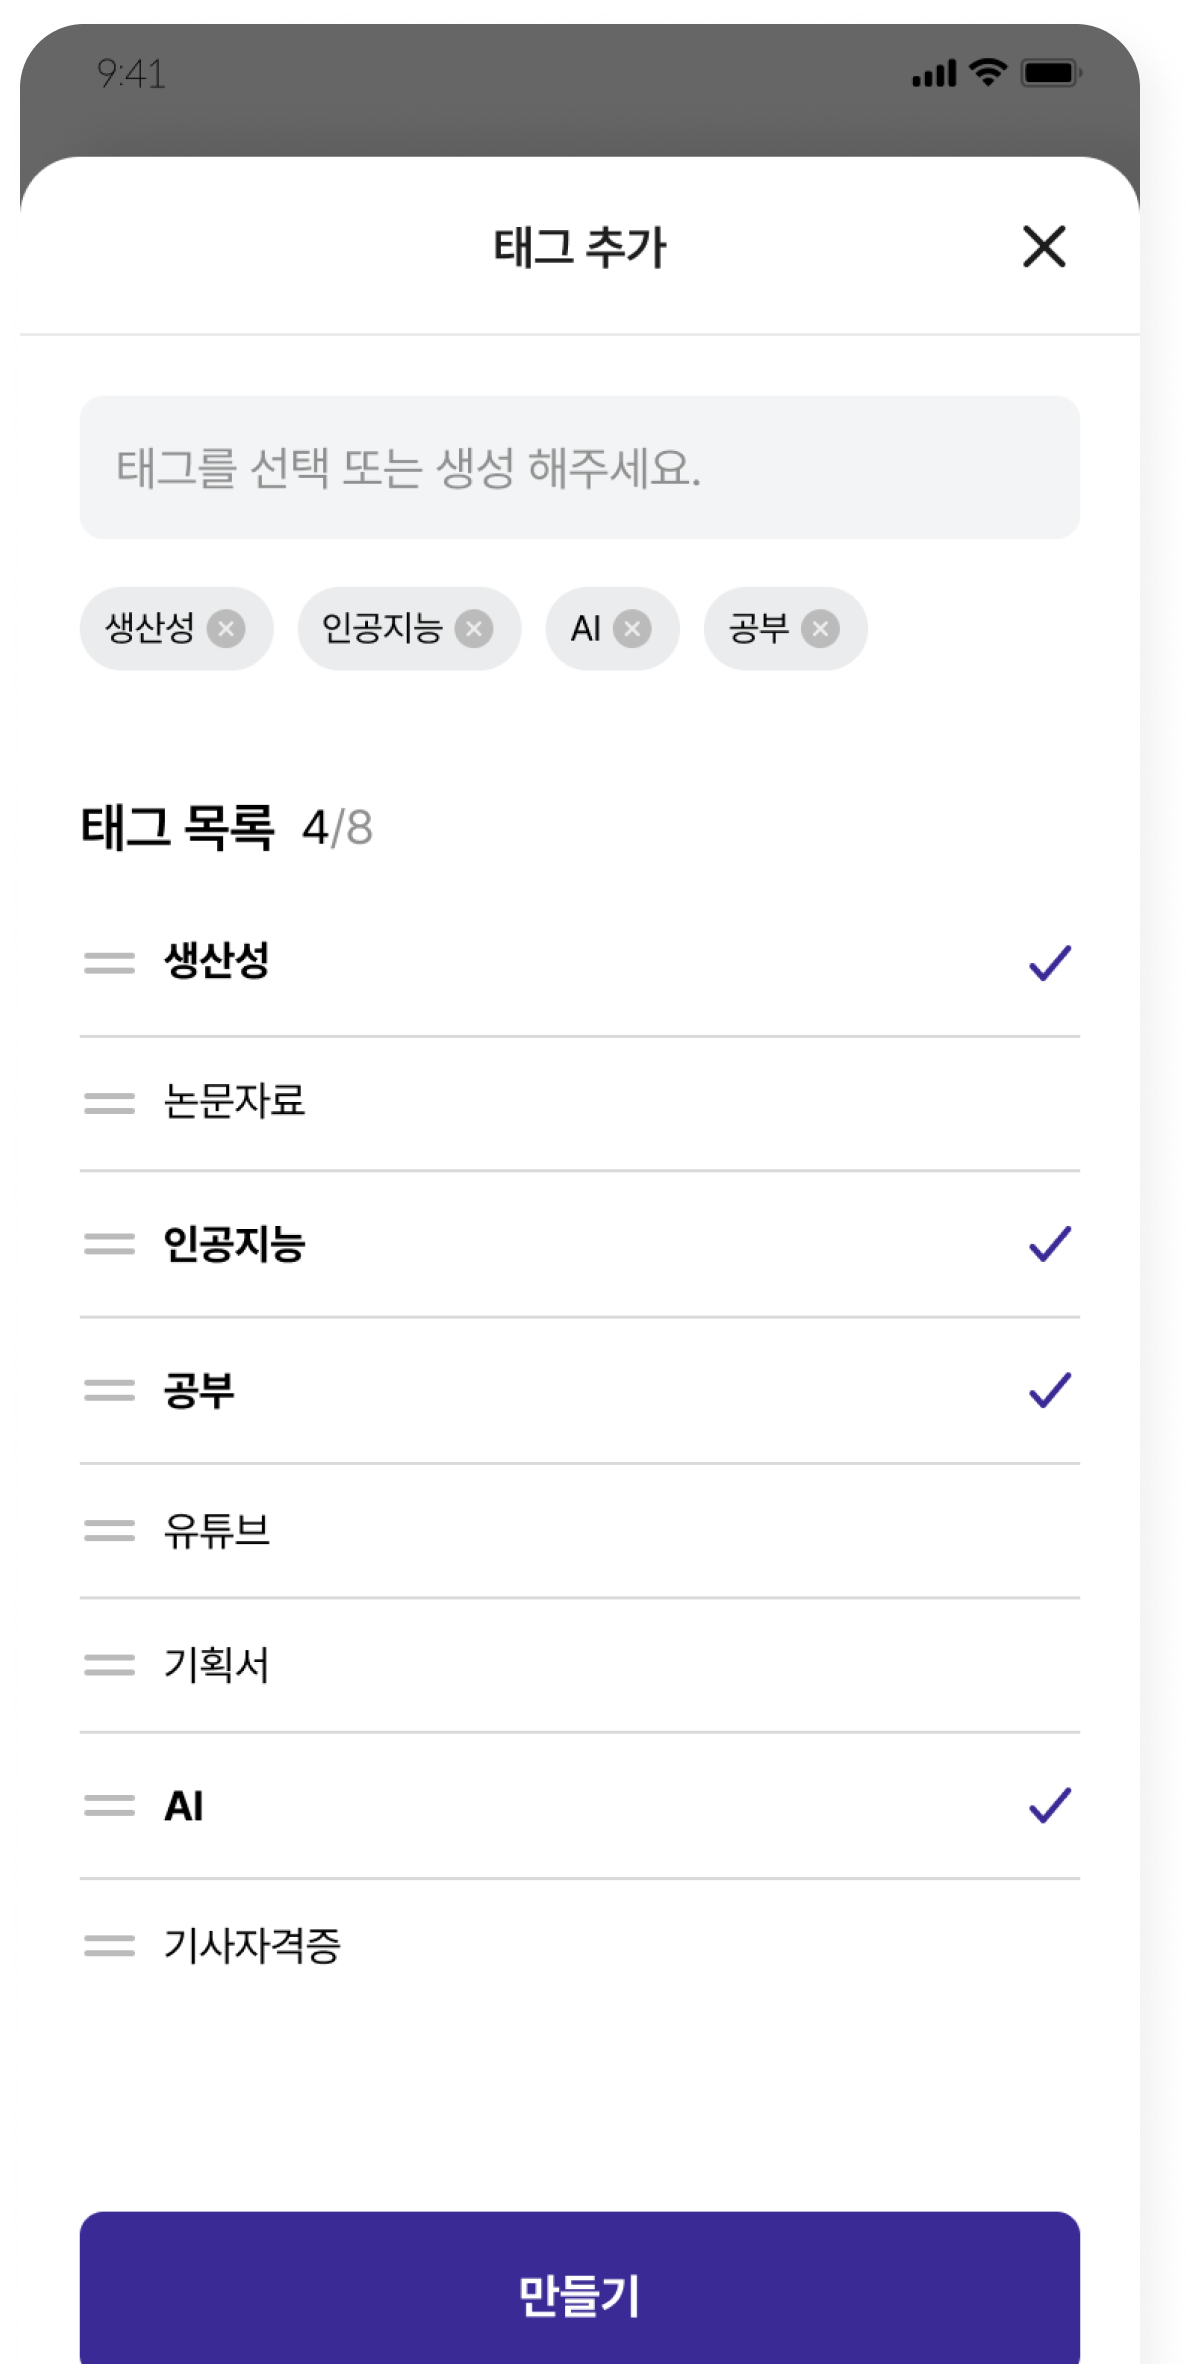 9:41
태그 추가
태그를 선택 또는 생성 해주세요.
생산성 인공지능 AI 공부
태그 목록 4/8
생산성
논문자료
인공지능
공부
유튜브
기획서
AI
기사자격증
만들기